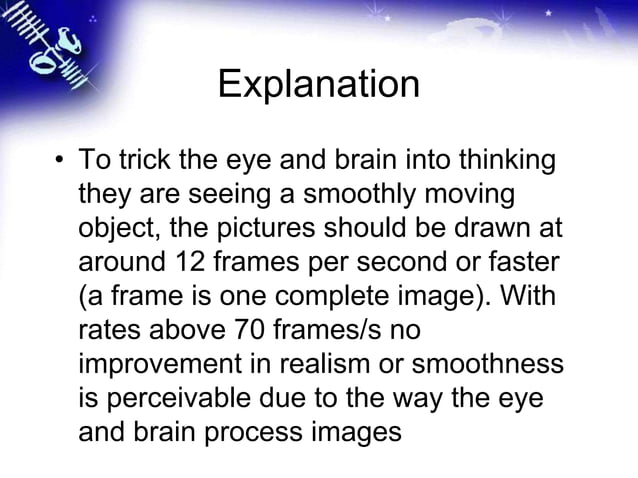 Explanation
• To trick the eye and brain into thinking
they are seeing a smoothly moving
object, the pictures should be drawn at
around 12 frames per second or faster
(a frame is one complete image). With
rates above 70 frames/s no
improvement in realism or smoothness
is perceivable due to the way the eye
and brain process images